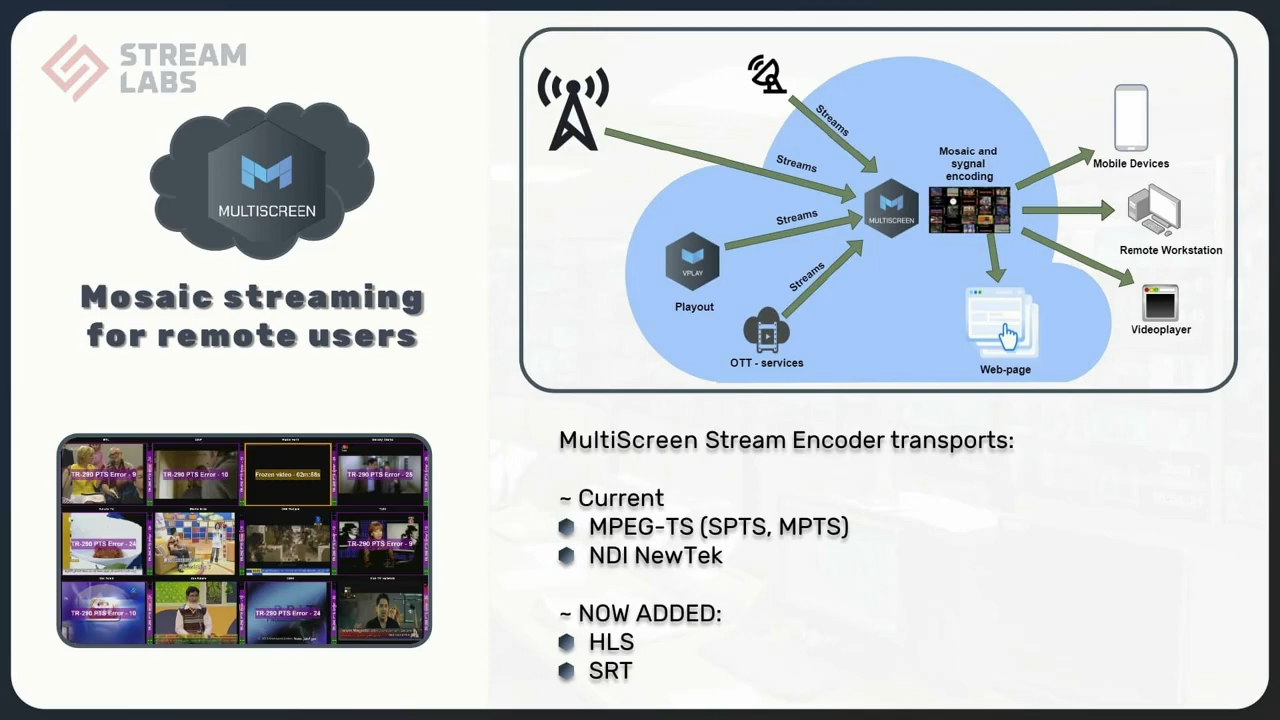 STREAM
LABS
MULTISCREEN
Mosaic streaming
for remote users
TR-290 PTS Error - 9
TR-290 PTS Error - 10
Frozen video - 02m:58s
TR-290 PTS Error - 25
TR-290 PTS Error - 24
TR-290 PTS Error - 9
TR-290 PTS Error - 10
TR-290 PTS Error - 24
Streams
Streams
Streams
Streams
Mosaic and
sygnal
encoding
MULTISCREEN
VPLAY
Playout
OTT - services
Mobile Devices
Remote Workstation
Videoplayer
Web-page
MultiScreen Stream Encoder transports:
~ Current
MPEG-TS (SPTS, MPTS)
NDI NewTek
~ NOW ADDED:
HLS
SRT